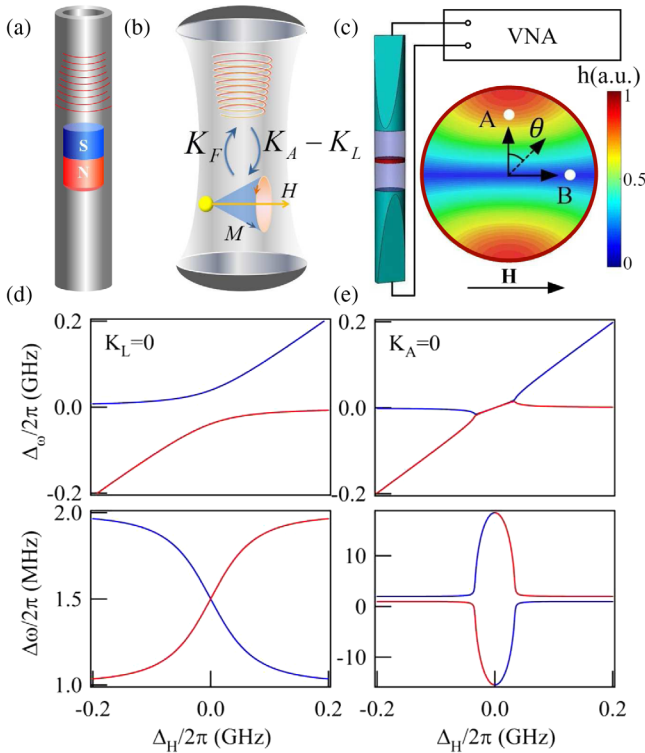 (a)
(b)
(c)
S
N
K_F
K_A − K_L
H
M
VNA
h(a.u.)
1
0.5
0
A
θ
B
H
(d)
(e)
K_L=0
K_A=0
Δ_ω/2π (GHz)
0.2
0.0
-0.2
0.2
0.0
-0.2
Δω/2π (MHz)
2.0
1.5
1.0
10
0
-10
-0.2
0.0
0.2
-0.2
0.0
0.2
Δ_H/2π (GHz)
Δ_H/2π (GHz)